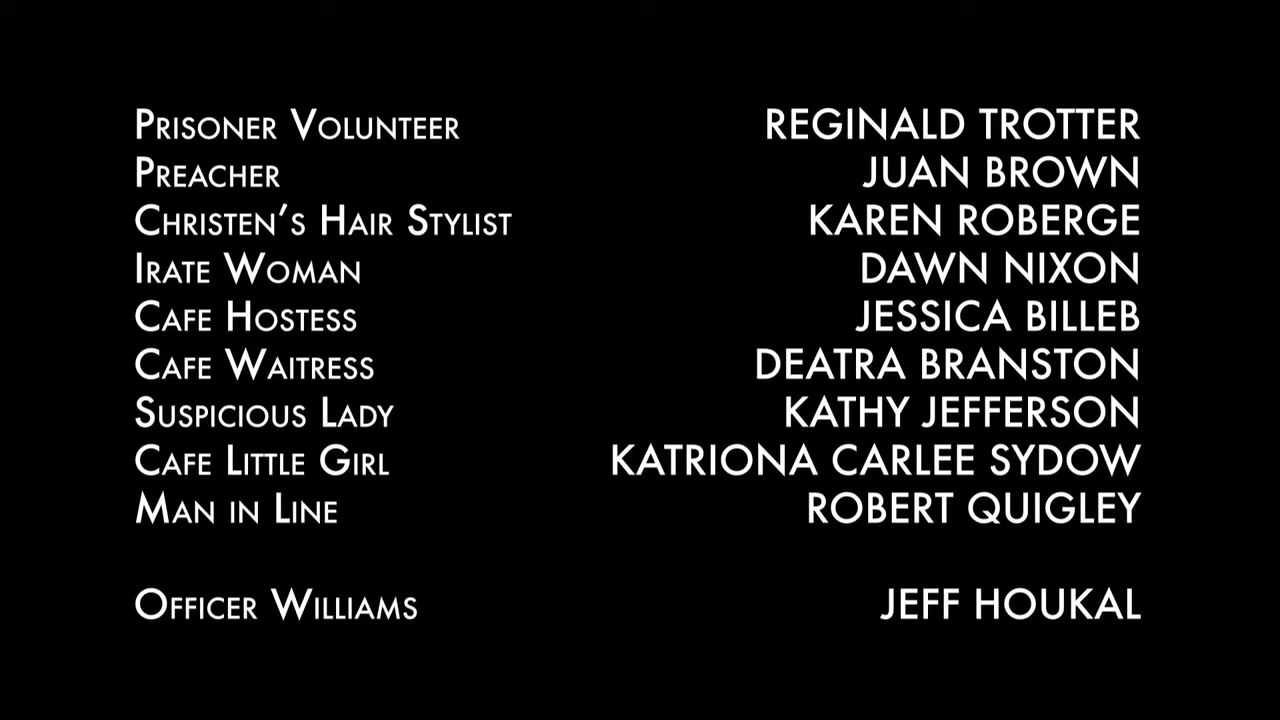 Prisoner Volunteer REGINALD TROTTER
Preacher JUAN BROWN
Christen's Hair Stylist KAREN ROBERGE
Irate Woman DAWN NIXON
Cafe Hostess JESSICA BILLEB
Cafe Waitress DEATRA BRANSTON
Suspicious Lady KATHY JEFFERSON
Cafe Little Girl KATRIONA CARLEE SYDOW
Man in Line ROBERT QUIGLEY
Officer Williams JEFF HOUKAL